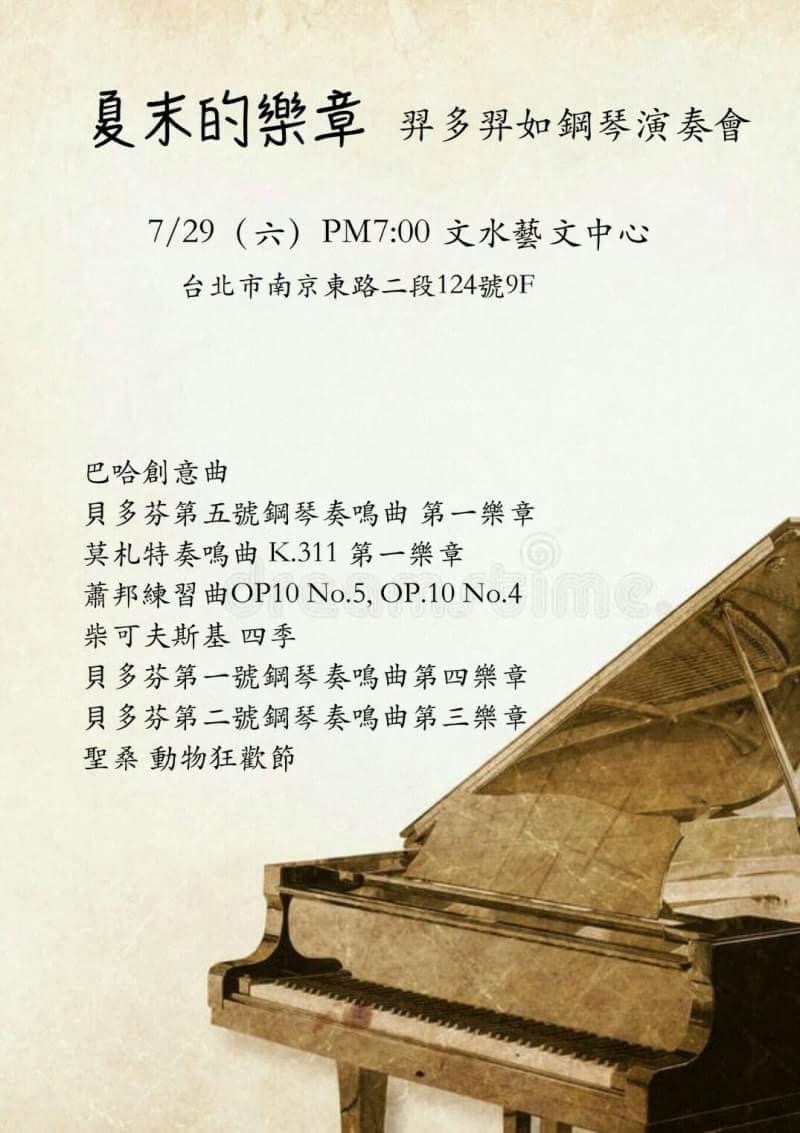 夏末的樂章 羿多羿如鋼琴演奏會
7/29（六）PM7:00 文水藝文中心
台北市南京東路二段124號9F
巴哈創意曲
貝多芬第五號鋼琴奏鳴曲 第一樂章
莫札特奏鳴曲 K.311 第一樂章
蕭邦練習曲OP10 No.5, OP.10 No.4
柴可夫斯基 四季
貝多芬第一號鋼琴奏鳴曲第四樂章
貝多芬第二號鋼琴奏鳴曲第三樂章
聖桑 動物狂歡節
dreamstime.